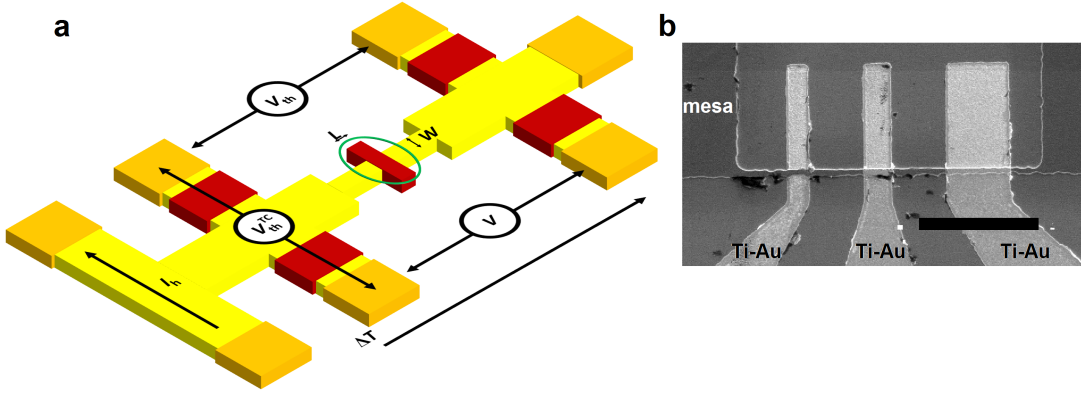 a
b
V th
L
W
mesa
V th TC
V
I h
ΔT
Ti-Au
Ti-Au
Ti-Au